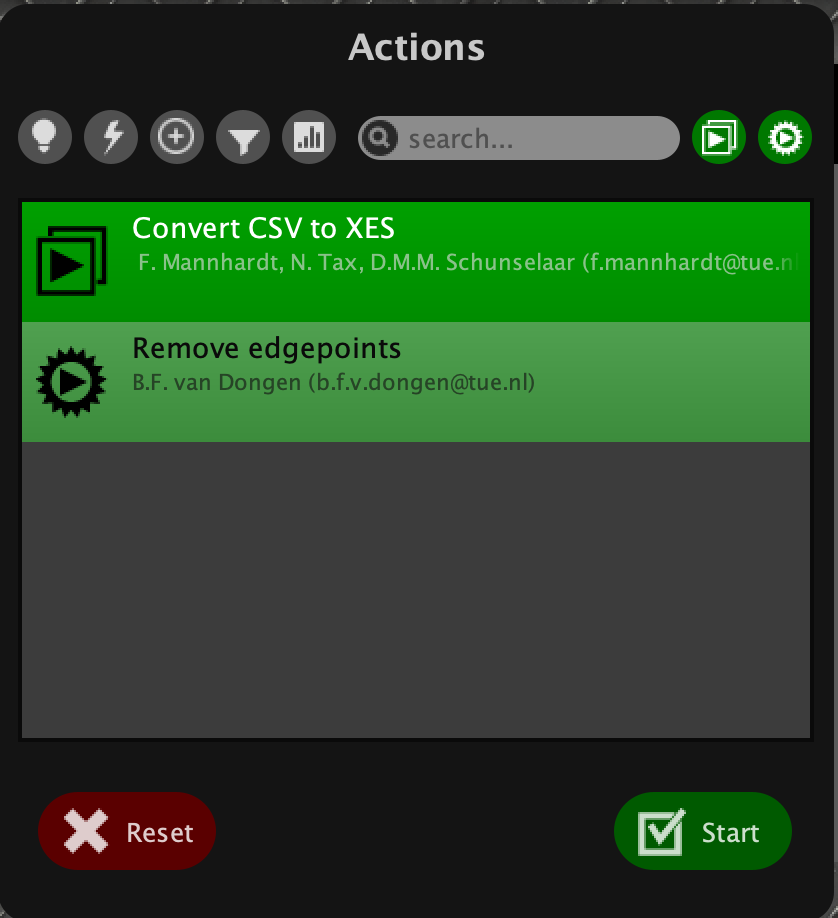 Actions
search...
Convert CSV to XES
F. Mannhardt, N. Tax, D.M.M. Schunselaar (f.mannhardt@tue.nl
Remove edgepoints
B.F. van Dongen (b.f.v.dongen@tue.nl)
Reset
Start